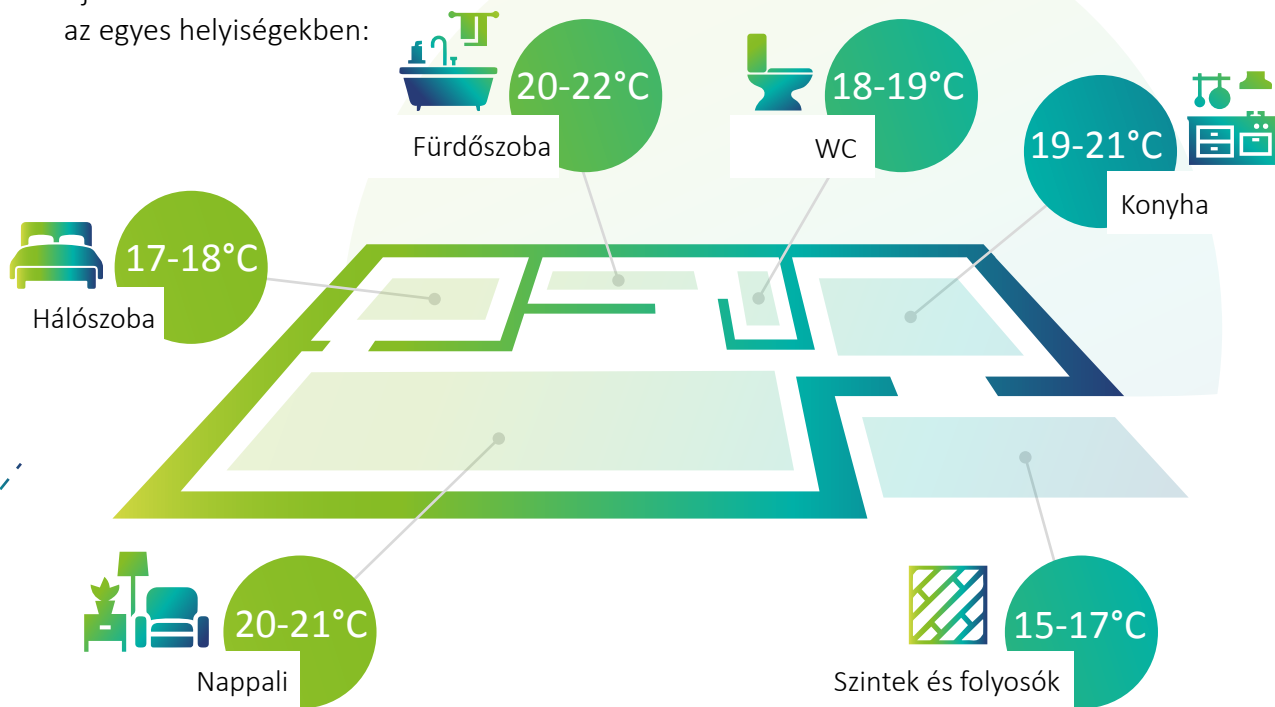 az egyes helyiségekben:
20-22°C
Fürdőszoba
18-19°C
WC
19-21°C
Konyha
17-18°C
Hálószoba
20-21°C
Nappali
15-17°C
Szintek és folyosók